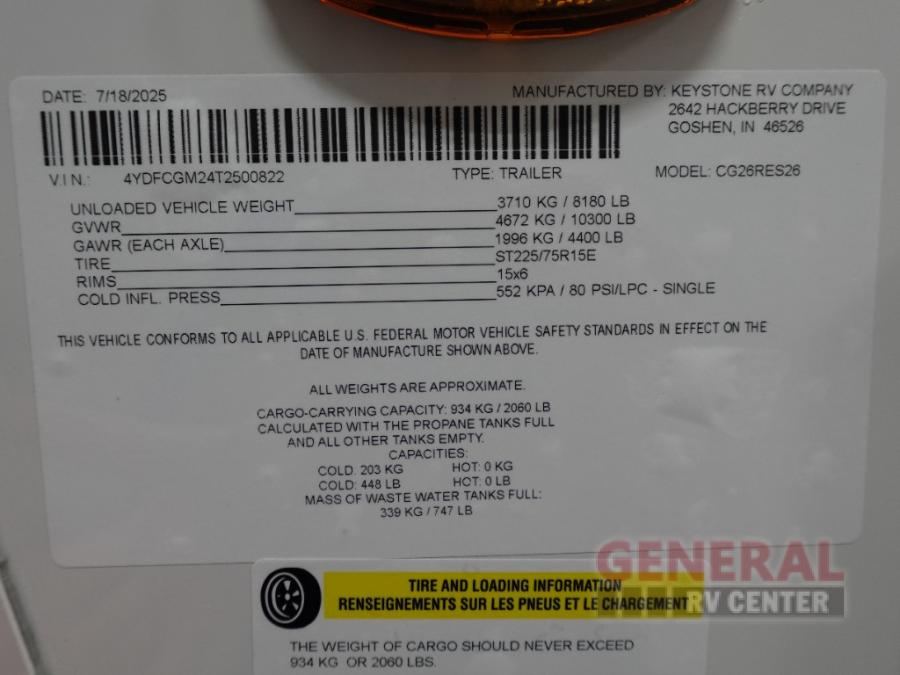 DATE: 7/18/2025
MANUFACTURED BY: KEYSTONE RV COMPANY
2642 HACKBERRY DRIVE
GOSHEN, IN 46526
V.I.N.: 4YDFCGM24T2500822 TYPE: TRAILER MODEL: CG26RES26
UNLOADED VEHICLE WEIGHT 3710 KG / 8180 LB
GVWR 4672 KG / 10300 LB
GAWR (EACH AXLE) 1996 KG / 4400 LB
TIRE ST225/75R15E
RIMS 15x6
COLD INFL. PRESS 552 KPA / 80 PSI/LPC - SINGLE
THIS VEHICLE CONFORMS TO ALL APPLICABLE U.S. FEDERAL MOTOR VEHICLE SAFETY STANDARDS IN EFFECT ON THE
DATE OF MANUFACTURE SHOWN ABOVE.
ALL WEIGHTS ARE APPROXIMATE.
CARGO-CARRYING CAPACITY: 934 KG / 2060 LB
CALCULATED WITH THE PROPANE TANKS FULL
AND ALL OTHER TANKS EMPTY.
CAPACITIES:
COLD: 203 KG HOT: 0 KG
COLD: 448 LB HOT: 0 LB
MASS OF WASTE WATER TANKS FULL:
339 KG / 747 LB
TIRE AND LOADING INFORMATION
RENSEIGNEMENTS SUR LES PNEUS ET LE CHARGEMENT
THE WEIGHT OF CARGO SHOULD NEVER EXCEED
934 KG OR 2060 LBS.
GENERAL
RV CENTER